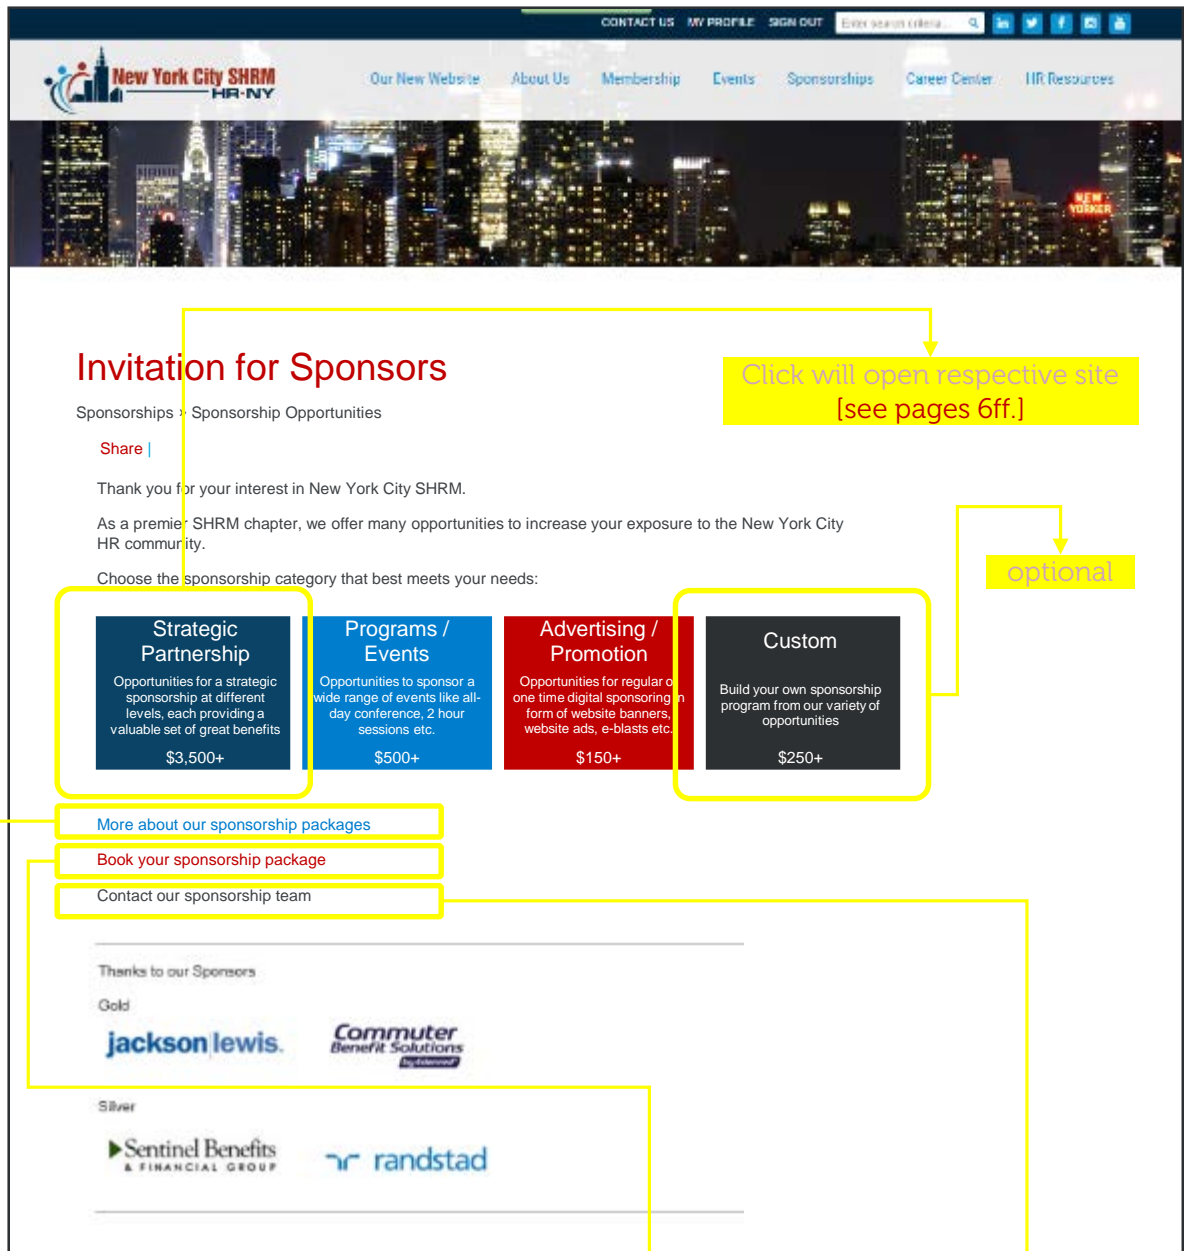 CONTACT US MY PROFILE SIGN OUT Enter search criteria...
New York City SHRM
HR-NY
Our New Website About Us Membership Events Sponsorships Career Center HR Resources
NEW
YORKER
Invitation for Sponsors
Click will open respective site
[see pages 6ff.]
Sponsorships » Sponsorship Opportunities
Share |
Thank you for your interest in New York City SHRM.
As a premier SHRM chapter, we offer many opportunities to increase your exposure to the New York City
HR community.
optional
Choose the sponsorship category that best meets your needs:
Strategic
Partnership
Opportunities for a strategic
sponsorship at different
levels, each providing a
valuable set of great benefits
$3,500+
Programs /
Events
Opportunities to sponsor a
wide range of events like all-
day conference, 2 hour
sessions etc.
$500+
Advertising /
Promotion
Opportunities for regular or
one time digital sponsoring in
form of website banners,
website ads, e-blasts etc.
$150+
Custom
Build your own sponsorship
program from our variety of
opportunities
$250+
More about our sponsorship packages
Book your sponsorship package
Contact our sponsorship team
Thanks to our Sponsors
Gold
jackson lewis.
Commuter
Benefit Solutions
by Edenred
Silver
Sentinel Benefits
& FINANCIAL GROUP
randstad